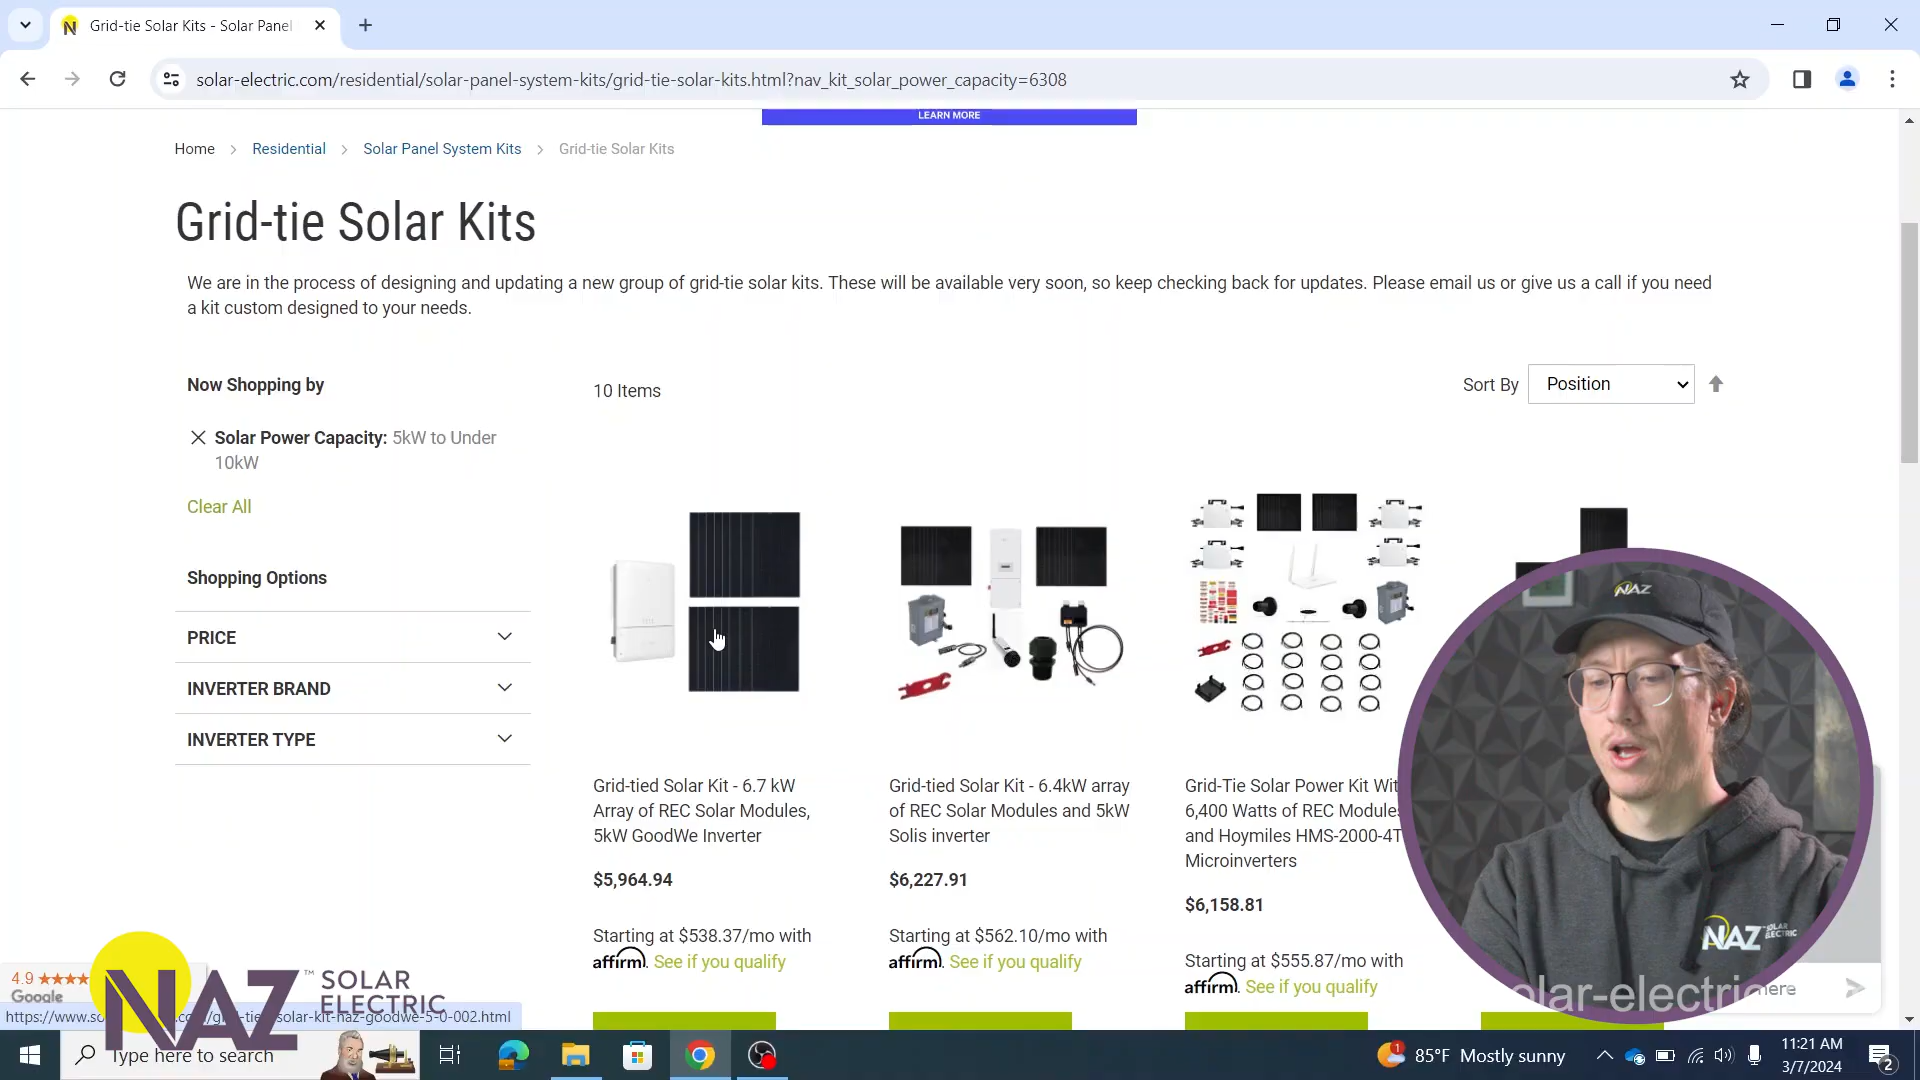 Grid-tie Solar Kits - Solar Panel
solar-electric.com/residential/solar-panel-system-kits/grid-tie-solar-kits.html?nav_kit_solar_power_capacity=6308
LEARN MORE
Home > Residential > Solar Panel System Kits > Grid-tie Solar Kits
Grid-tie Solar Kits
We are in the process of designing and updating a new group of grid-tie solar kits. These will be available very soon, so keep checking back for updates. Please email us or give us a call if you need
a kit custom designed to your needs.
Now Shopping by
Solar Power Capacity: 5kW to Under
10kW
Clear All
Shopping Options
PRICE
INVERTER BRAND
INVERTER TYPE
10 Items
Sort By Position
Grid-tied Solar Kit - 6.7 kW
Array of REC Solar Modules,
5kW GoodWe Inverter
$5,964.94
Starting at $538.37/mo with
affirm. See if you qualify
Grid-tied Solar Kit - 6.4kW array
of REC Solar Modules and 5kW
Solis inverter
$6,227.91
Starting at $562.10/mo with
affirm. See if you qualify
Grid-Tie Solar Power Kit With
6,400 Watts of REC Modules
and Hoymiles HMS-2000-4T
Microinverters
$6,158.81
Starting at $555.87/mo with
affirm. See if you qualify
NAZ
NAZ SOLAR
ELECTRIC
olar-electric
here
4.9
Google
NAZ™ SOLAR
ELECTRIC
solar-kit-naz-goodwe-5-0-002.html
Type here to search
1
85°F Mostly sunny
11:21 AM
3/7/2024
2